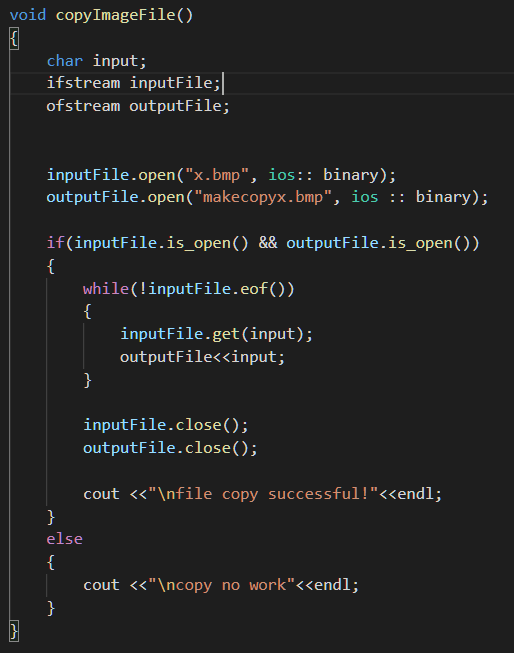 void copyImageFile()
{
    char input;
    ifstream inputFile;
    ofstream outputFile;
    inputFile.open("x.bmp", ios:: binary);
    outputFile.open("makecopyx.bmp", ios :: binary);
    if(inputFile.is_open() && outputFile.is_open())
    {
        while(!inputFile.eof())
        {
            inputFile.get(input);
            outputFile<<input;
        }
        inputFile.close();
        outputFile.close();
        cout <<"\nfile copy successful!"<<endl;
    }
    else
    {
        cout <<"\ncopy no work"<<endl;
    }
}